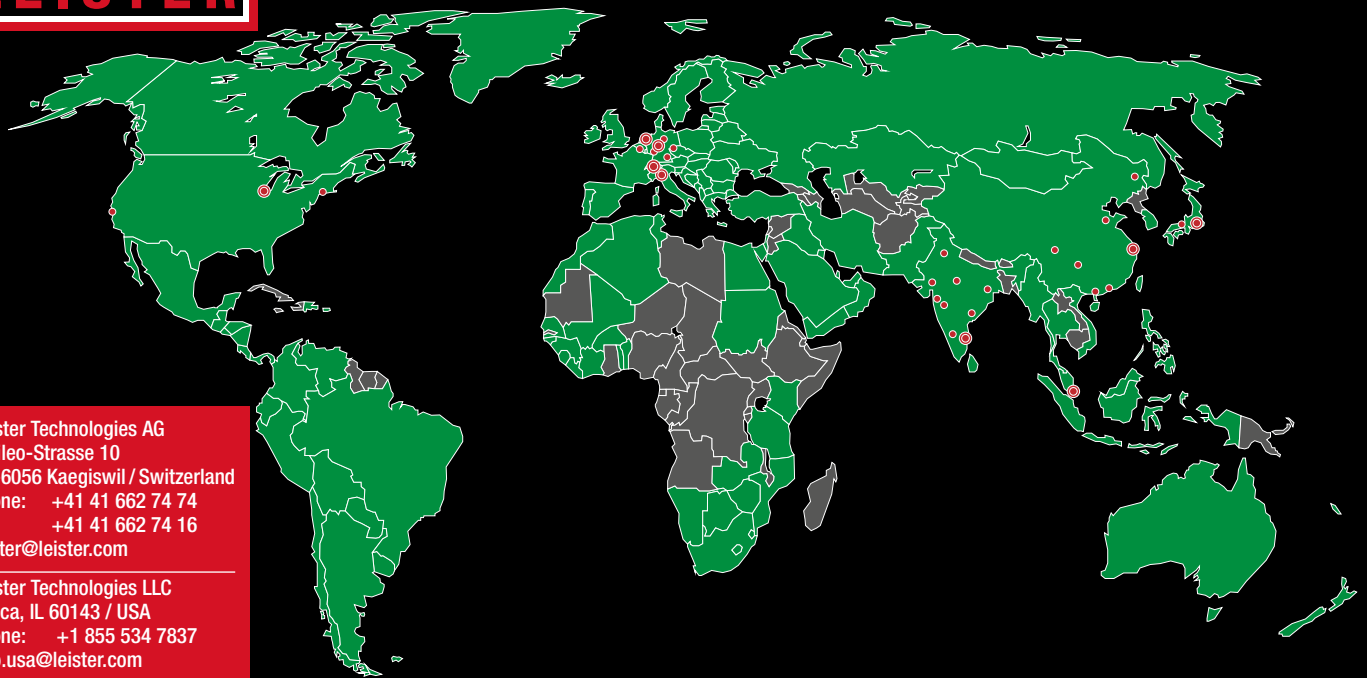 LEISTER
ster Technologies AG
leo-Strasse 10
6056 Kaegiswil / Switzerland
ne: +41 41 662 74 74
+41 41 662 74 16
ter@leister.com
ster Technologies LLC
ca, IL 60143 / USA
ne: +1 855 534 7837
.usa@leister.com